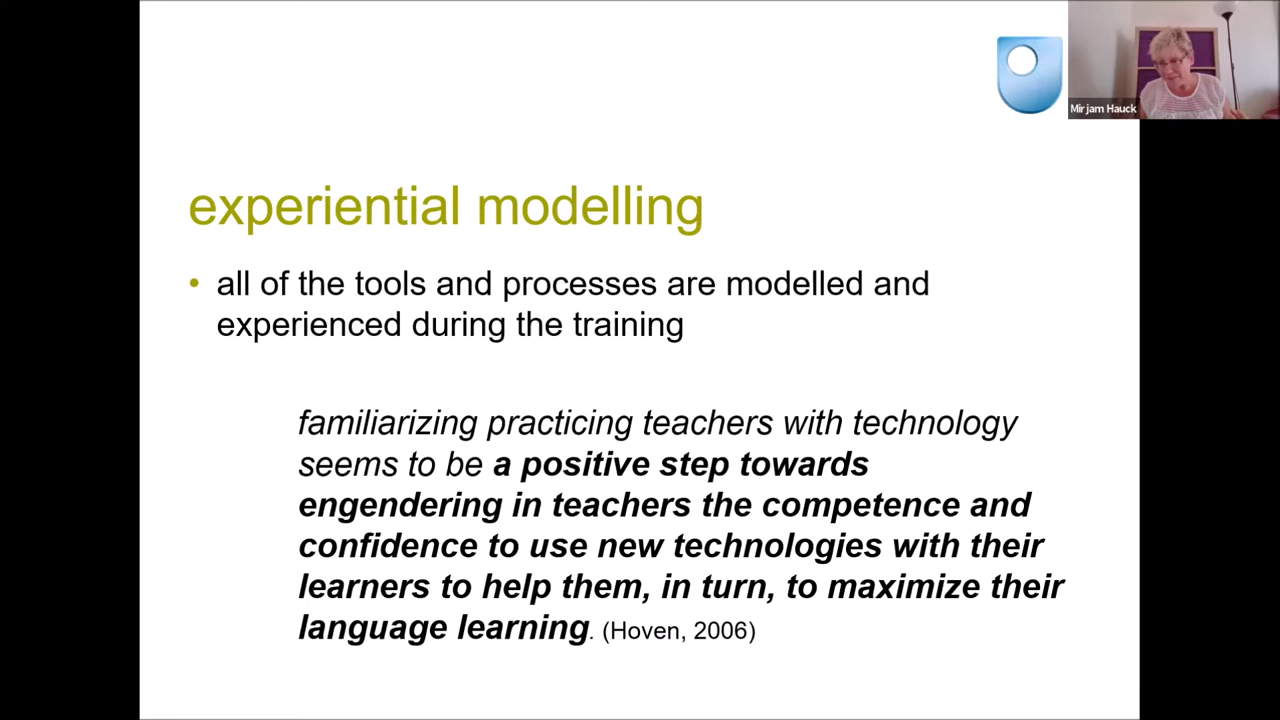 Mirjam Hauck
experiential modelling
• all of the tools and processes are modelled and
experienced during the training
familiarizing practicing teachers with technology
seems to be a positive step towards
engendering in teachers the competence and
confidence to use new technologies with their
learners to help them, in turn, to maximize their
language learning. (Hoven, 2006)